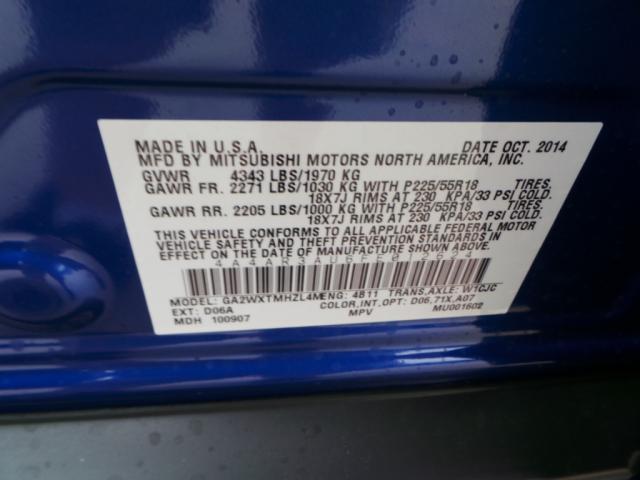 MADE IN U.S.A. DATE OCT. 2014
MFD BY MITSUBISHI MOTORS NORTH AMERICA, INC.
GVWR 4343 LBS/1970 KG
GAWR FR. 2271 LBS/1030 KG WITH P225/55R18 TIRES,
18X7J RIMS AT 230 KPA/33 PSI COLD.
GAWR RR. 2205 LBS/1000 KG WITH P225/55R18 TIRES,
18X7J RIMS AT 230 KPA/33 PSI COLD.
THIS VEHICLE CONFORMS TO ALL APPLICABLE FEDERAL MOTOR
VEHICLE SAFETY AND THEFT PREVENTION STANDARDS IN
EFFECT ON THE DATE OF MANUFACTURE SHOWN ABOVE.
MODEL: GA2WXTMHZL4M ENG: 4B11 TRANS,AXLE: W1CJC
EXT: D06A COLOR,INT,OPT: D06,71X,A07
MDH 100907 MPV MU001602